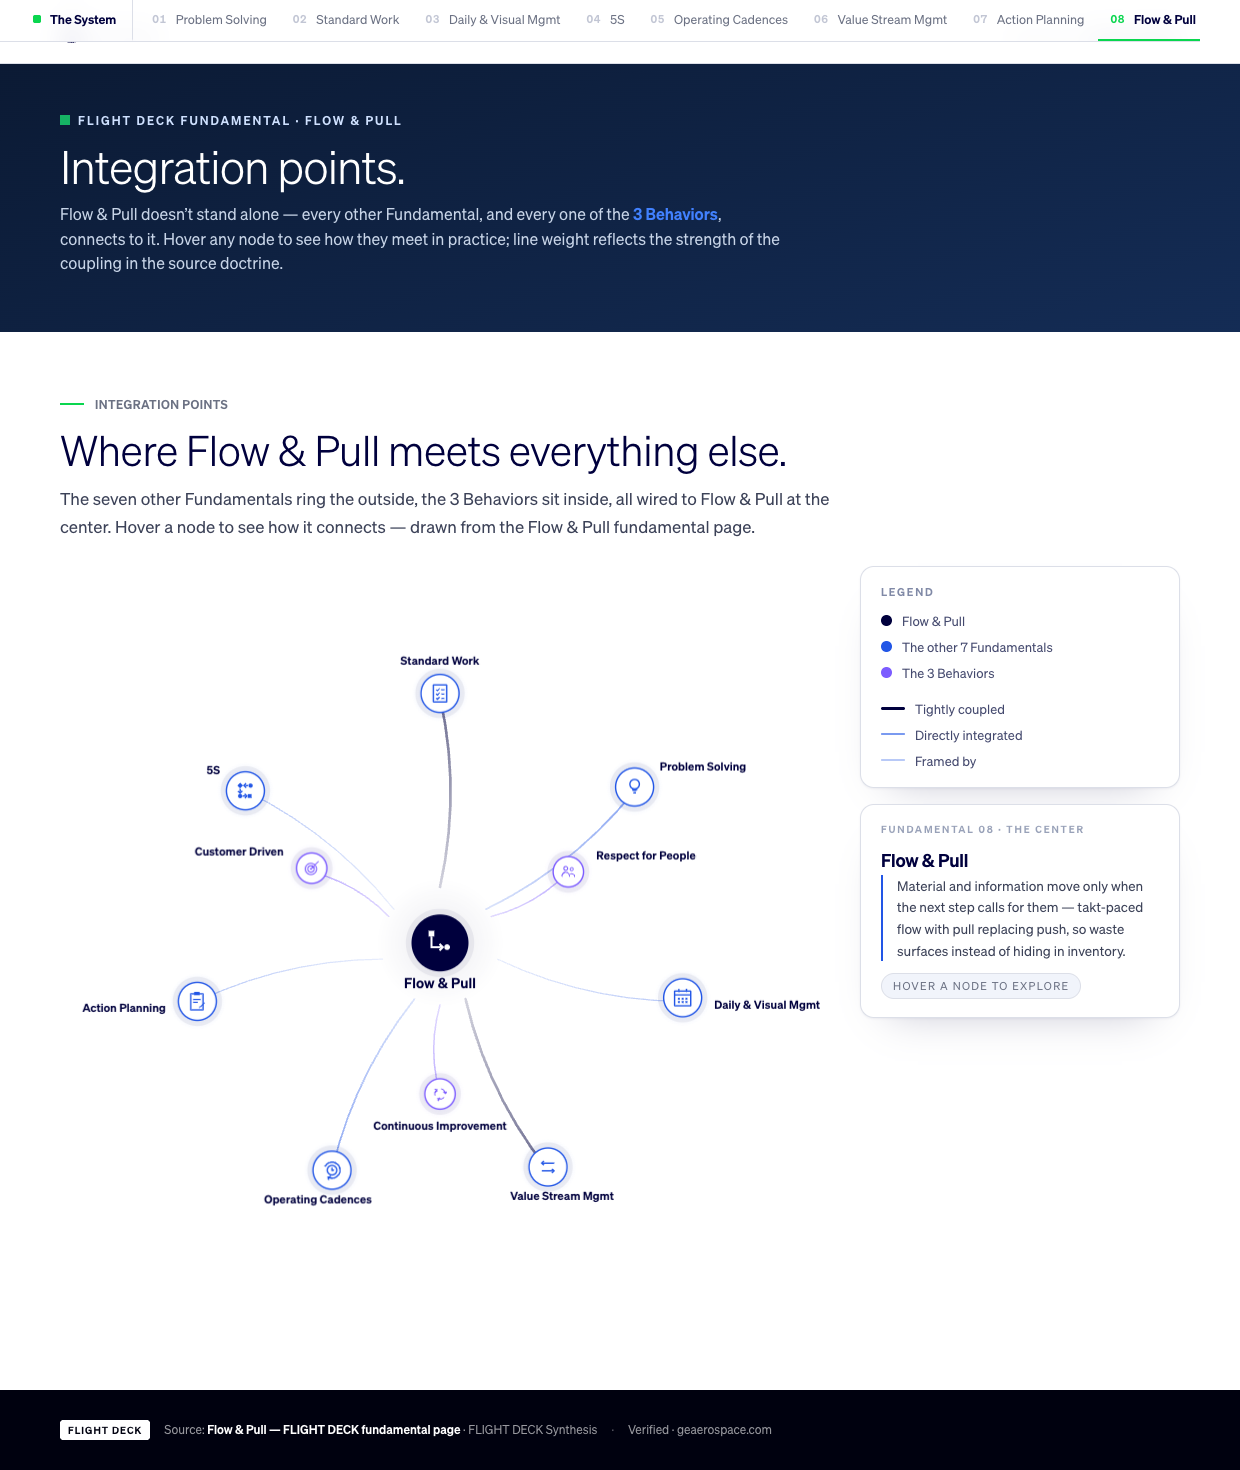 The System
01 Problem Solving
02 Standard Work
03 Daily & Visual Mgmt
04 5S
05 Operating Cadences
06 Value Stream Mgmt
07 Action Planning
08 Flow & Pull
FLIGHT DECK FUNDAMENTAL · FLOW & PULL
Integration points.
Flow & Pull doesn’t stand alone — every other Fundamental, and every one of the 3 Behaviors,
connects to it. Hover any node to see how they meet in practice; line weight reflects the strength of the
coupling in the source doctrine.
INTEGRATION POINTS
Where Flow & Pull meets everything else.
The seven other Fundamentals ring the outside, the 3 Behaviors sit inside, all wired to Flow & Pull at the
center. Hover a node to see how it connects — drawn from the Flow & Pull fundamental page.
Standard Work
5S
Problem Solving
Customer Driven
Respect for People
Flow & Pull
Action Planning
Daily & Visual Mgmt
Continuous Improvement
Operating Cadences
Value Stream Mgmt
LEGEND
Flow & Pull
The other 7 Fundamentals
The 3 Behaviors
Tightly coupled
Directly integrated
Framed by
FUNDAMENTAL 08 · THE CENTER
Flow & Pull
Material and information move only when
the next step calls for them — takt-paced
flow with pull replacing push, so waste
surfaces instead of hiding in inventory.
HOVER A NODE TO EXPLORE
FLIGHT DECK
Source: Flow & Pull — FLIGHT DECK fundamental page · FLIGHT DECK Synthesis · Verified · geaerospace.com